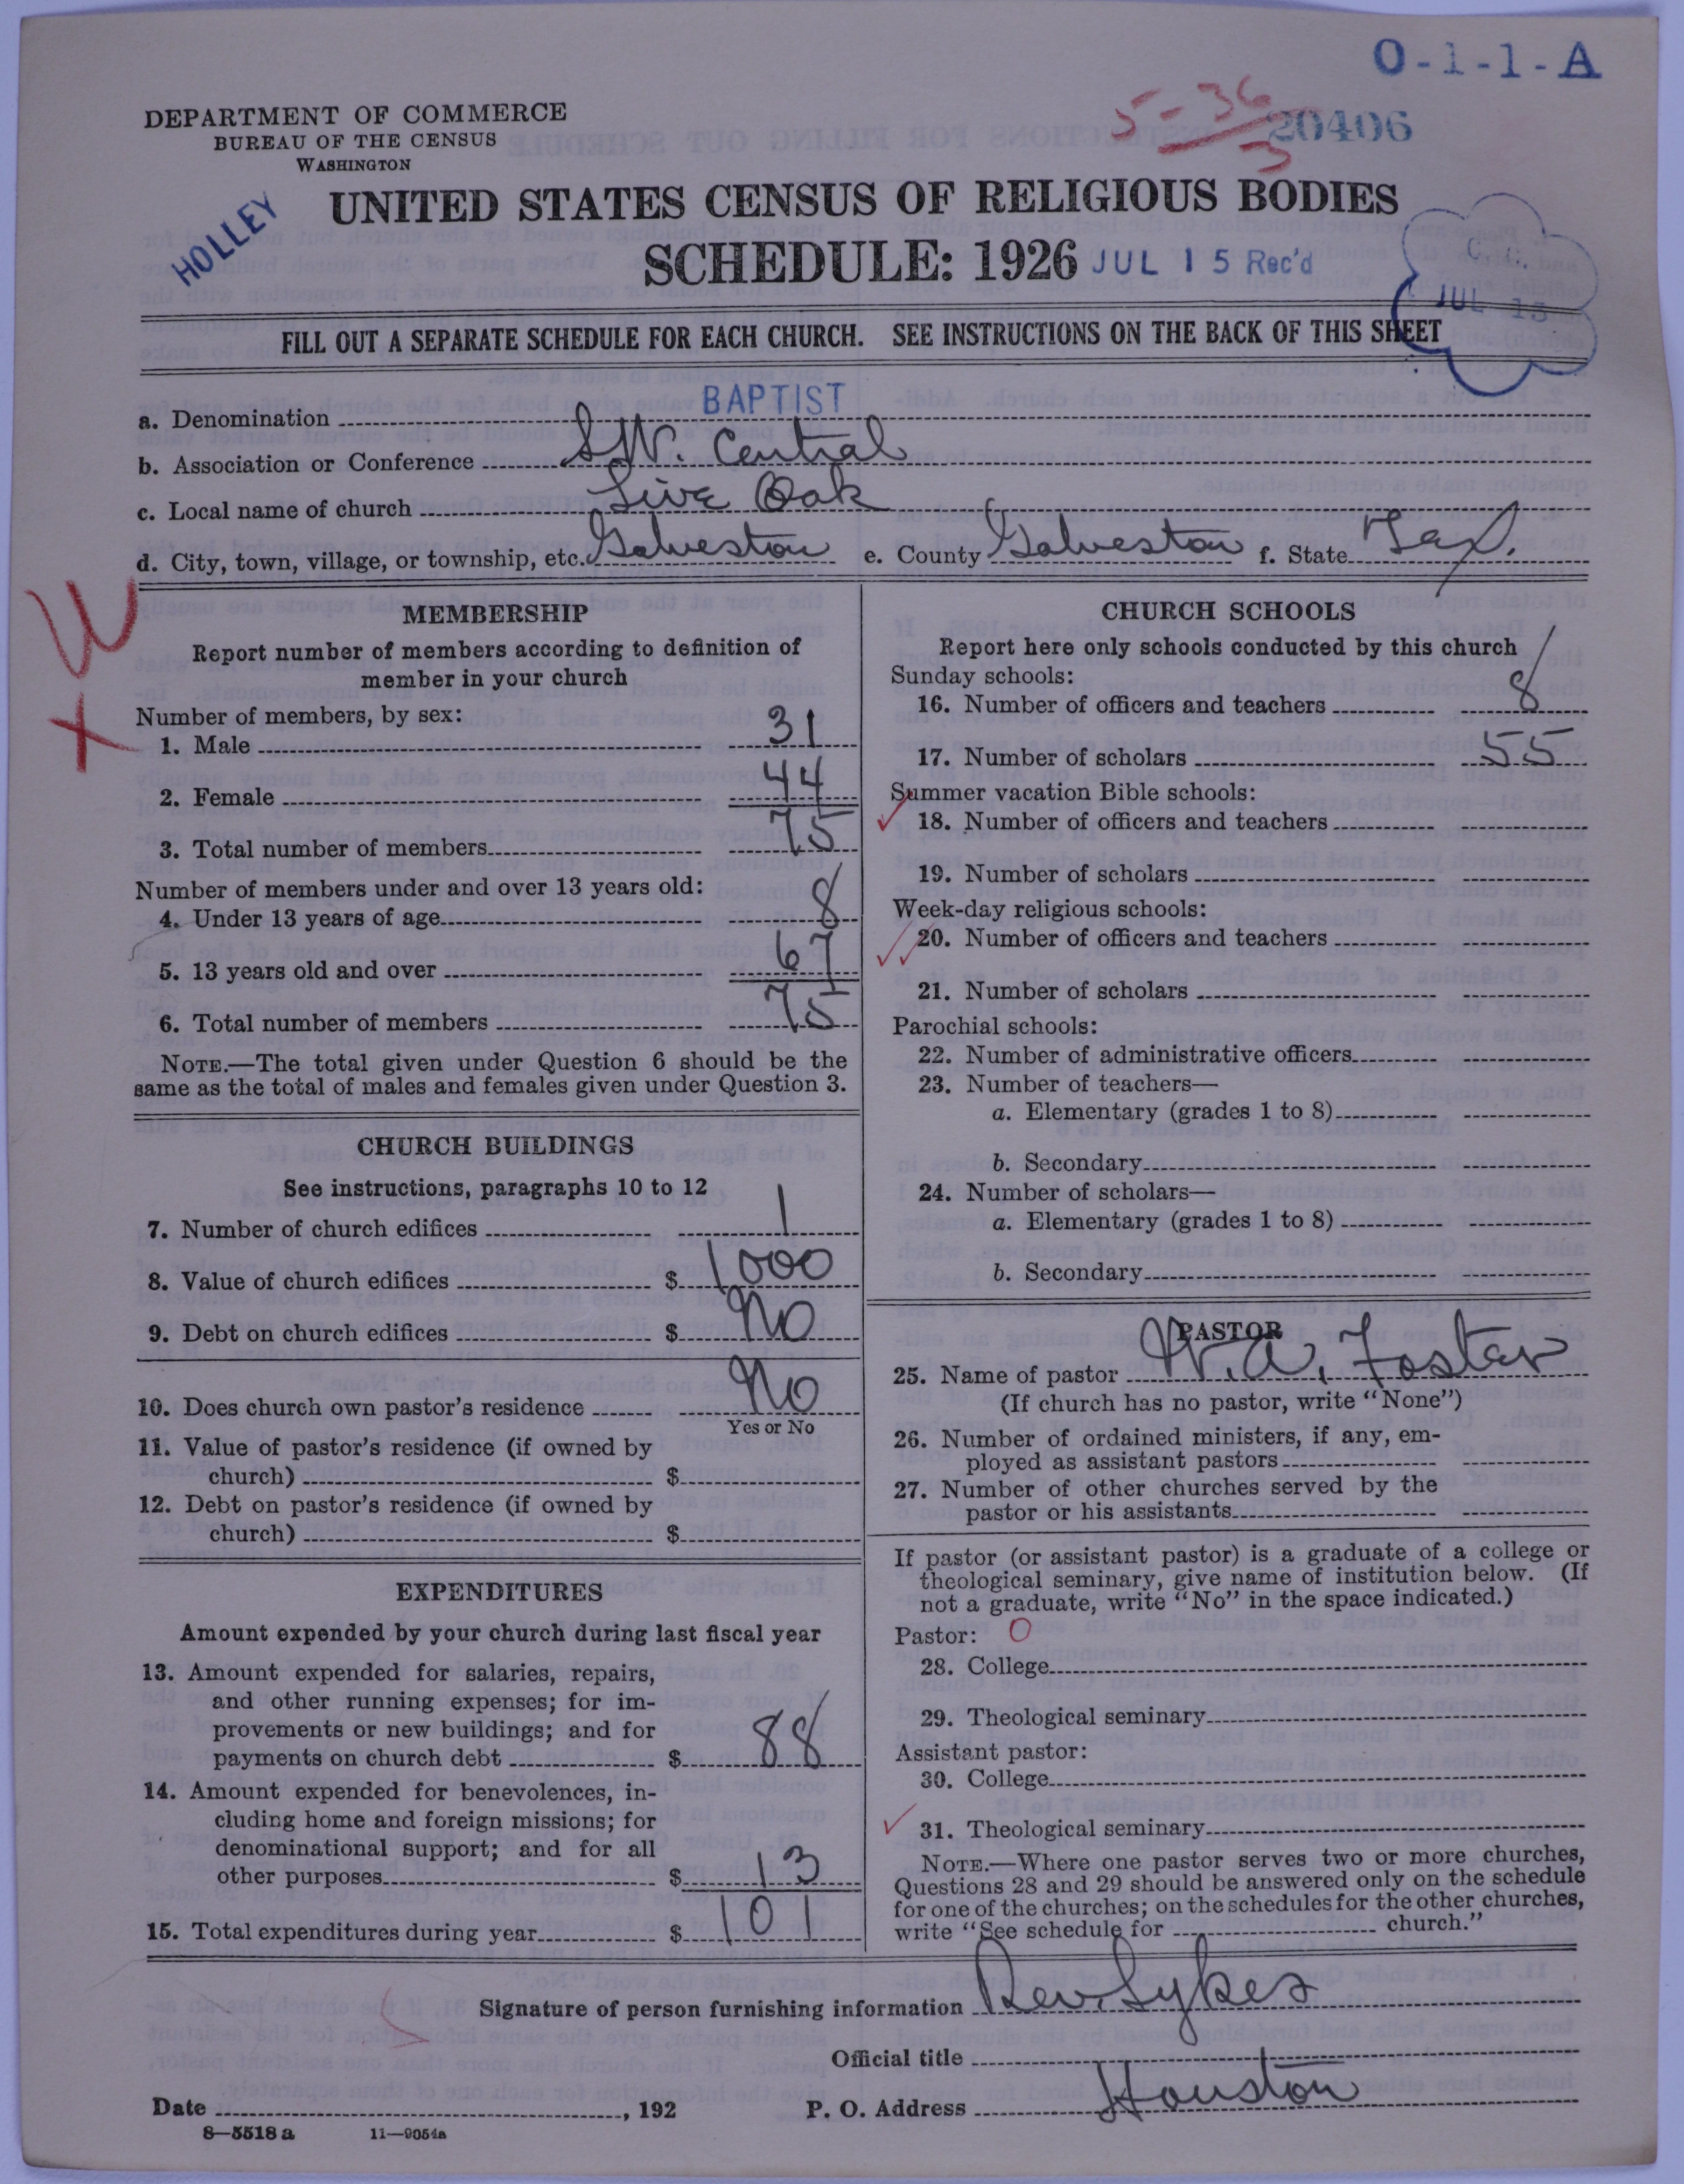 O-1-1-A
DEPARTMENT OF COMMERCE
BUREAU OF THE CENSUS
WASHINGTON
5-36
3
20406
HOLLEY
UNITED STATES CENSUS OF RELIGIOUS BODIES
SCHEDULE: 1926 JUL 15 Rec'd
JUL 13
FILL OUT A SEPARATE SCHEDULE FOR EACH CHURCH. SEE INSTRUCTIONS ON THE BACK OF THIS SHEET
a. Denomination BAPTIST
b. Association or Conference S.W. Central
c. Local name of church Live Oak
d. City, town, village, or township, etc. Galveston e. County Galveston f. State Tex.
MEMBERSHIP
Report number of members according to definition of
member in your church
Number of members, by sex:
1. Male 31
2. Female 44
3. Total number of members 75
Number of members under and over 13 years old:
4. Under 13 years of age 8
5. 13 years old and over 67
6. Total number of members 75
NOTE.—The total given under Question 6 should be the
same as the total of males and females given under Question 3.
CHURCH BUILDINGS
See instructions, paragraphs 10 to 12
7. Number of church edifices 1
8. Value of church edifices $ 1000
9. Debt on church edifices $ No
10. Does church own pastor's residence No
Yes or No
11. Value of pastor's residence (if owned by
church) $
12. Debt on pastor's residence (if owned by
church) $
EXPENDITURES
Amount expended by your church during last fiscal year
13. Amount expended for salaries, repairs,
and other running expenses; for im-
provements or new buildings; and for
payments on church debt $ 88
14. Amount expended for benevolences, in-
cluding home and foreign missions; for
denominational support; and for all
other purposes $ 13
15. Total expenditures during year $ 101
CHURCH SCHOOLS
Report here only schools conducted by this church
Sunday schools:
16. Number of officers and teachers 8
17. Number of scholars 55
Summer vacation Bible schools:
18. Number of officers and teachers
19. Number of scholars
Week-day religious schools:
20. Number of officers and teachers
21. Number of scholars
Parochial schools:
22. Number of administrative officers
23. Number of teachers—
a. Elementary (grades 1 to 8)
b. Secondary
24. Number of scholars—
a. Elementary (grades 1 to 8)
b. Secondary
PASTOR
25. Name of pastor W. A. Foster
(If church has no pastor, write "None")
26. Number of ordained ministers, if any, em-
ployed as assistant pastors
27. Number of other churches served by the
pastor or his assistants
If pastor (or assistant pastor) is a graduate of a college or
theological seminary, give name of institution below. (If
not a graduate, write "No" in the space indicated.)
Pastor: O
28. College
29. Theological seminary
Assistant pastor:
30. College
31. Theological seminary
NOTE.—Where one pastor serves two or more churches,
Questions 28 and 29 should be answered only on the schedule
for one of the churches; on the schedules for the other churches,
write "See schedule for church."
Signature of person furnishing information Rev. Sykes
Official title
Date , 192 P. O. Address Houston
8—5518 a 11—9054a